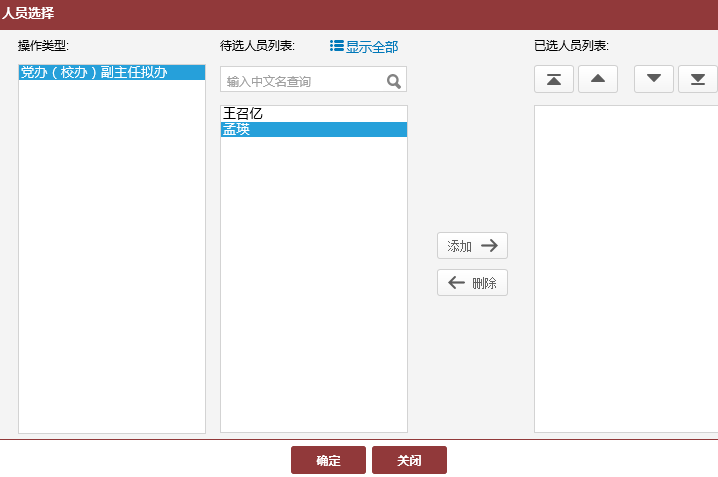 人员选择
操作类型:
待选人员列表:
显示全部
已选人员列表:
党办（校办）副主任拟办
输入中文名查询
王召亿
孟瑛
添加
删除
确定
关闭